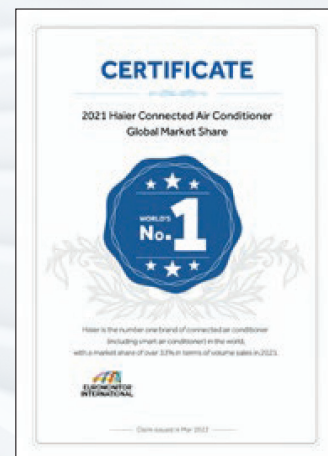 CERTIFICATE
2021 Haier Connected Air Conditioner
Global Market Share
WORLD'S
No.1
Haier is the number one brand of connected air conditioner
(including smart air conditioner) in the world,
with a market share of over in terms of volume sales in 2021.
EUROMONITOR
INTERNATIONAL
Claim issued in Mar 2022